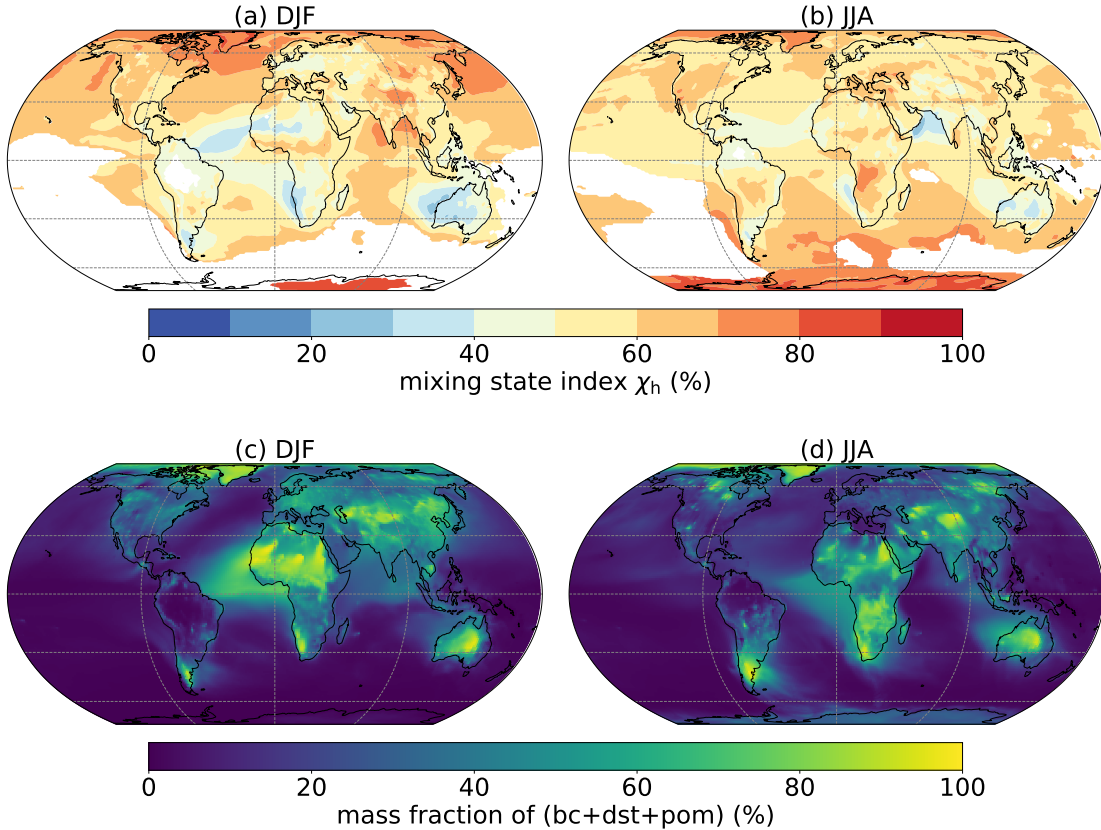 (a) DJF
(b) JJA
0 20 40 60 80 100
mixing state index χh (%)
(c) DJF
(d) JJA
0 20 40 60 80 100
mass fraction of (bc+dst+pom) (%)